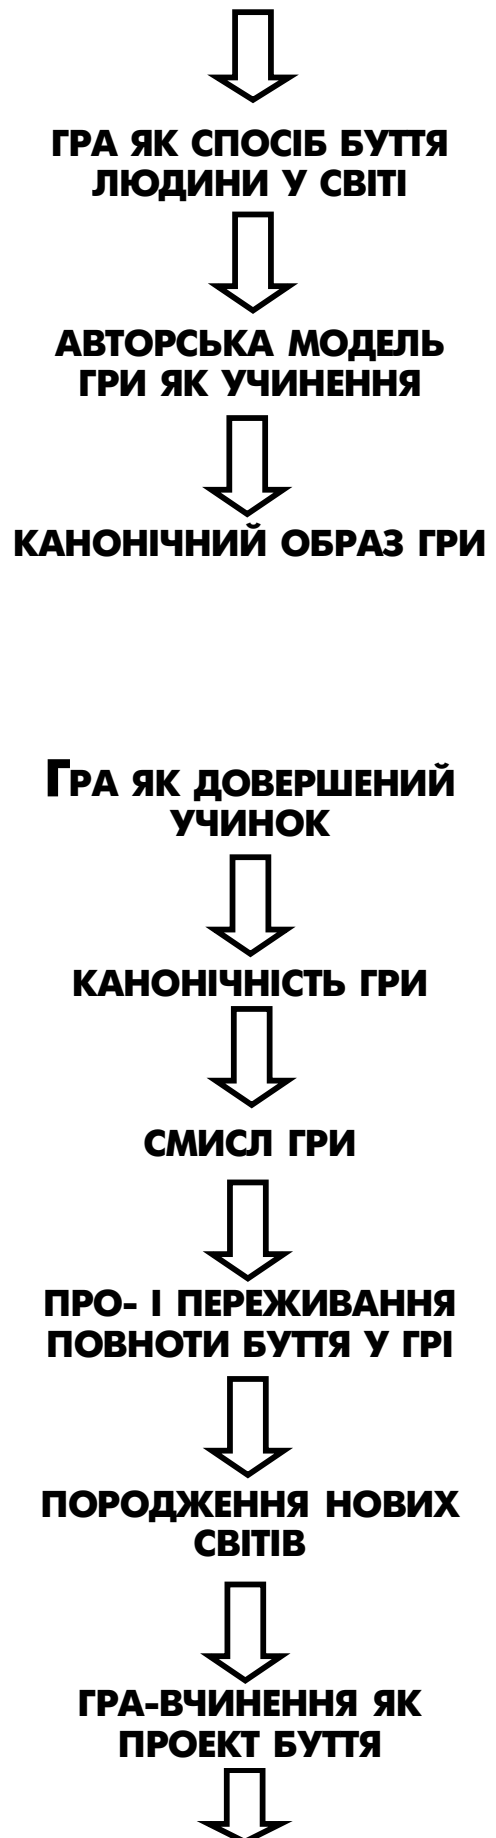 ГРА ЯК СПОСІБ БУТТЯ
ЛЮДИНИ У СВІТІ
АВТОРСЬКА МОДЕЛЬ
ГРИ ЯК УЧИНЕННЯ
КАНОНІЧНИЙ ОБРАЗ ГРИ
ГРА ЯК ДОВЕРШЕНИЙ
УЧИНОК
КАНОНІЧНІСТЬ ГРИ
СМИСЛ ГРИ
ПРО- І ПЕРЕЖИВАННЯ
ПОВНОТИ БУТТЯ У ГРІ
ПОРОДЖЕННЯ НОВИХ
СВІТІВ
ГРА-ВЧИНЕННЯ ЯК
ПРОЕКТ БУТТЯ